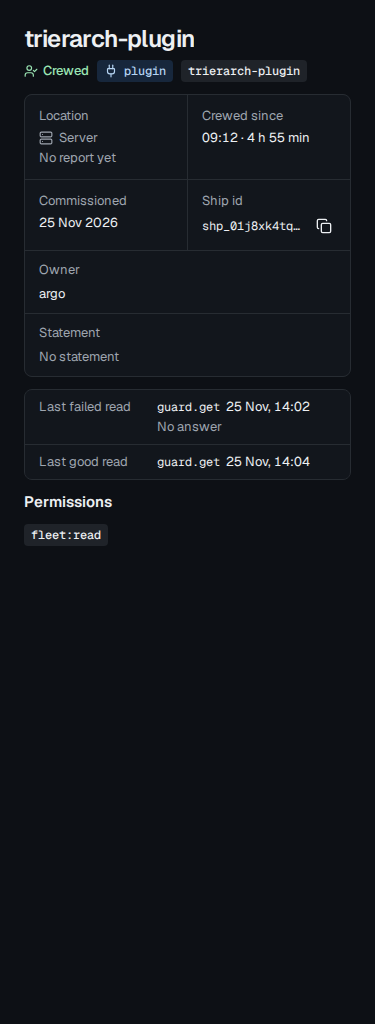 trierarch-plugin
Crewed plugin trierarch-plugin
Location
Server
No report yet
Crewed since
09:12 · 4 h 55 min
Commissioned
25 Nov 2026
Ship id
shp_01j8xk4tq…
Owner
argo
Statement
No statement
Last failed read guard.get 25 Nov, 14:02
No answer
Last good read guard.get 25 Nov, 14:04
Permissions
fleet:read